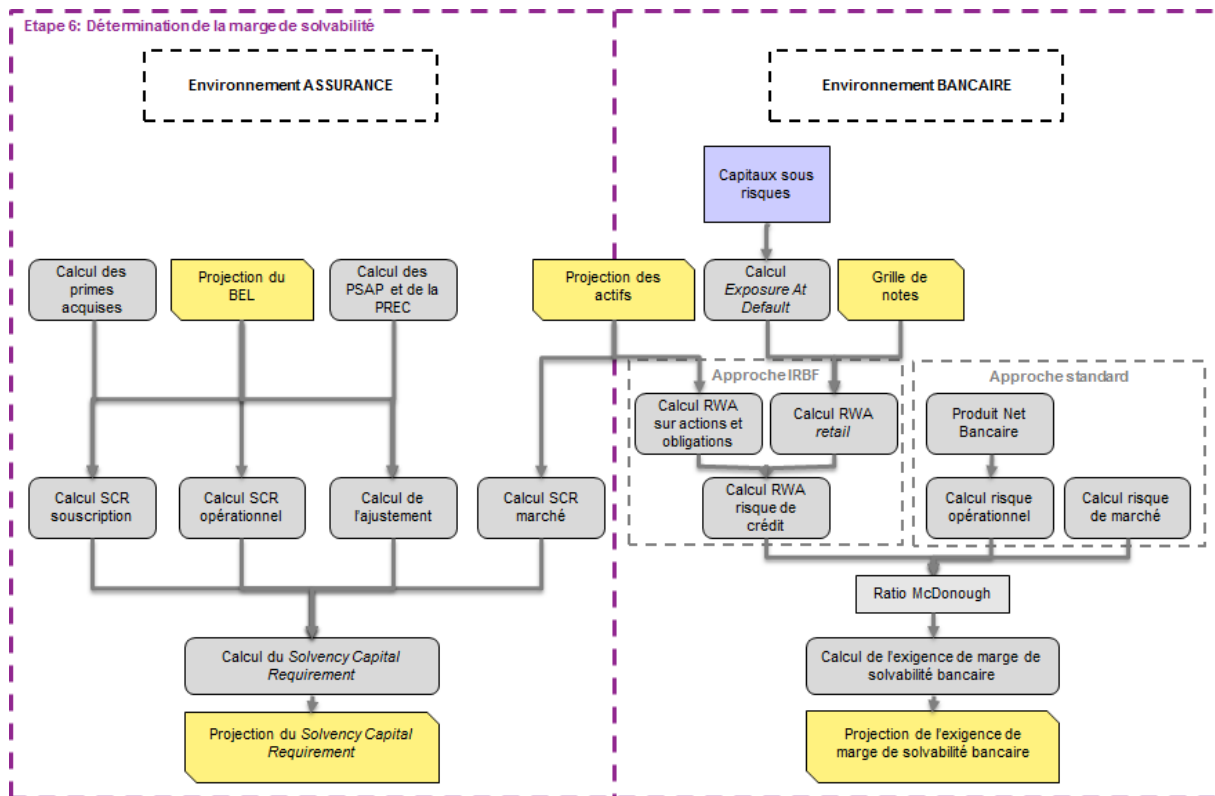 Etape 6: Détermination de la marge de solvabilité
Environnement ASSURANCE
Environnement BANCAIRE
Capitaux sous
risques
Calcul des
primes
acquises
Projection du
BEL
Calcul des
PSAP et de la
PREC
Projection des
actifs
Calcul
Exposure At
Default
Grille de
notes
Approche IRBF
Approche standard
Calcul RWA
sur actions et
obligations
Calcul RWA
retail
Produit Net
Bancaire
Calcul SCR
souscription
Calcul SCR
opérationnel
Calcul de
l'ajustement
Calcul SCR
marché
Calcul RWA
risque de
crédit
Calcul risque
opérationnel
Calcul risque
de marché
Ratio McDonough
Calcul du Solvency Capital
Requirement
Calcul de l'exigence de marge de
solvabilité bancaire
Projection du Solvency Capital
Requirement
Projection de l'exigence de
marge de solvabilité bancaire